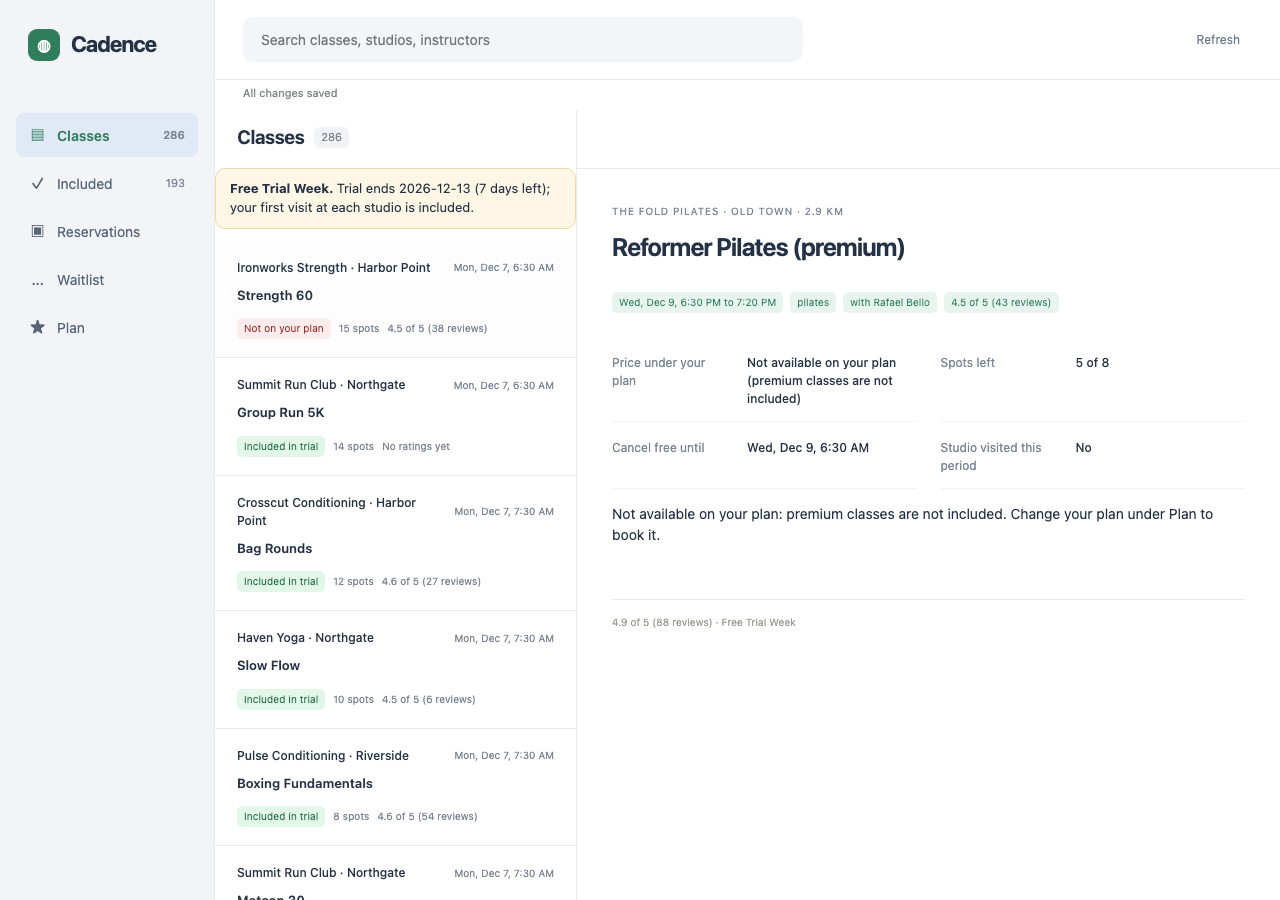 Cadence
Search classes, studios, instructors
Refresh
All changes saved
Classes 286
Included 193
Reservations
Waitlist
Plan
Classes 286
Free Trial Week. Trial ends 2026-12-13 (7 days left);
your first visit at each studio is included.
Ironworks Strength · Harbor Point Mon, Dec 7, 6:30 AM
Strength 60
Not on your plan 15 spots 4.5 of 5 (38 reviews)
Summit Run Club · Northgate Mon, Dec 7, 6:30 AM
Group Run 5K
Included in trial 14 spots No ratings yet
Crosscut Conditioning · Harbor
Point
Mon, Dec 7, 7:30 AM
Bag Rounds
Included in trial 12 spots 4.6 of 5 (27 reviews)
Haven Yoga · Northgate Mon, Dec 7, 7:30 AM
Slow Flow
Included in trial 10 spots 4.5 of 5 (6 reviews)
Pulse Conditioning · Riverside Mon, Dec 7, 7:30 AM
Boxing Fundamentals
Included in trial 8 spots 4.6 of 5 (54 reviews)
Summit Run Club · Northgate Mon, Dec 7, 7:30 AM
THE FOLD PILATES · OLD TOWN · 2.9 KM
Reformer Pilates (premium)
Wed, Dec 9, 6:30 PM to 7:20 PM pilates with Rafael Bello 4.5 of 5 (43 reviews)
Price under your
plan
Not available on your plan
(premium classes are not
included)
Spots left 5 of 8
Cancel free until Wed, Dec 9, 6:30 AM
Studio visited this
period
No
Not available on your plan: premium classes are not included. Change your plan under Plan to
book it.
4.9 of 5 (88 reviews) · Free Trial Week